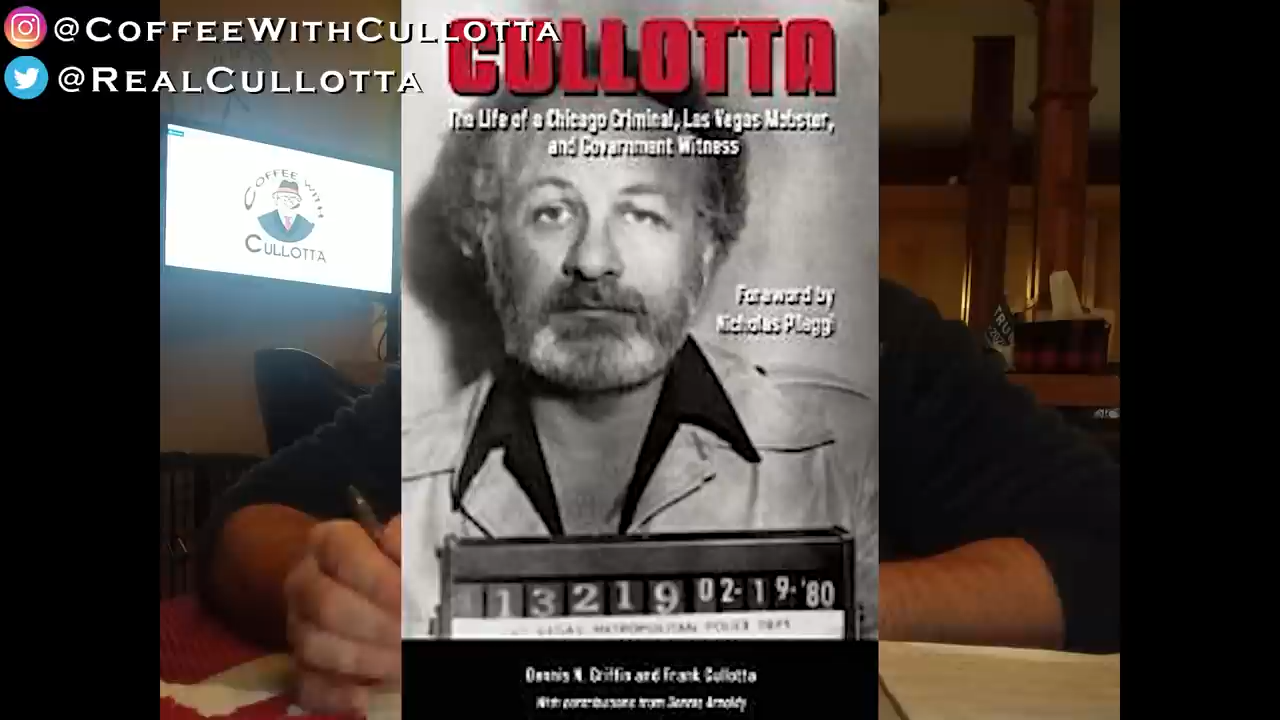 @CoffeeWithCullotta
@RealCullotta
CULLOTTA
The Life of a Chicago Criminal, Las Vegas Mobster,
and Government Witness
COFFEE WITH
CULLOTTA
Foreword by
Nicholas Pileggi
TRUMP
13219 02-19-'80
LAS VEGAS METROPOLITAN POLICE DEPT
Dennis N. Griffin and Frank Cullotta
With contributions from Dennis Arnoldy